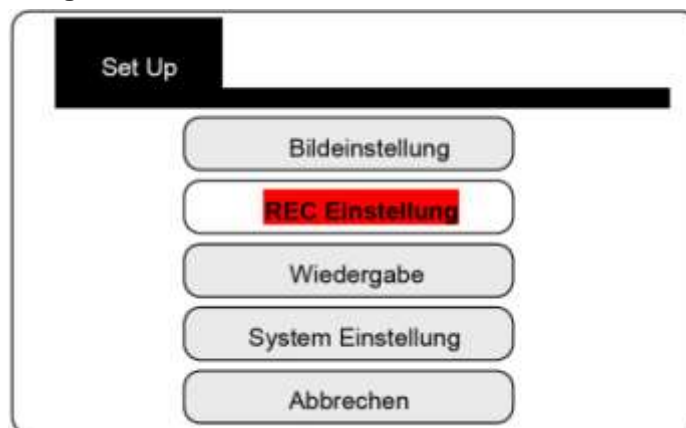 Set Up
Bildeinstellung
REC Einstellung
Wiedergabe
System Einstellung
Abbrechen